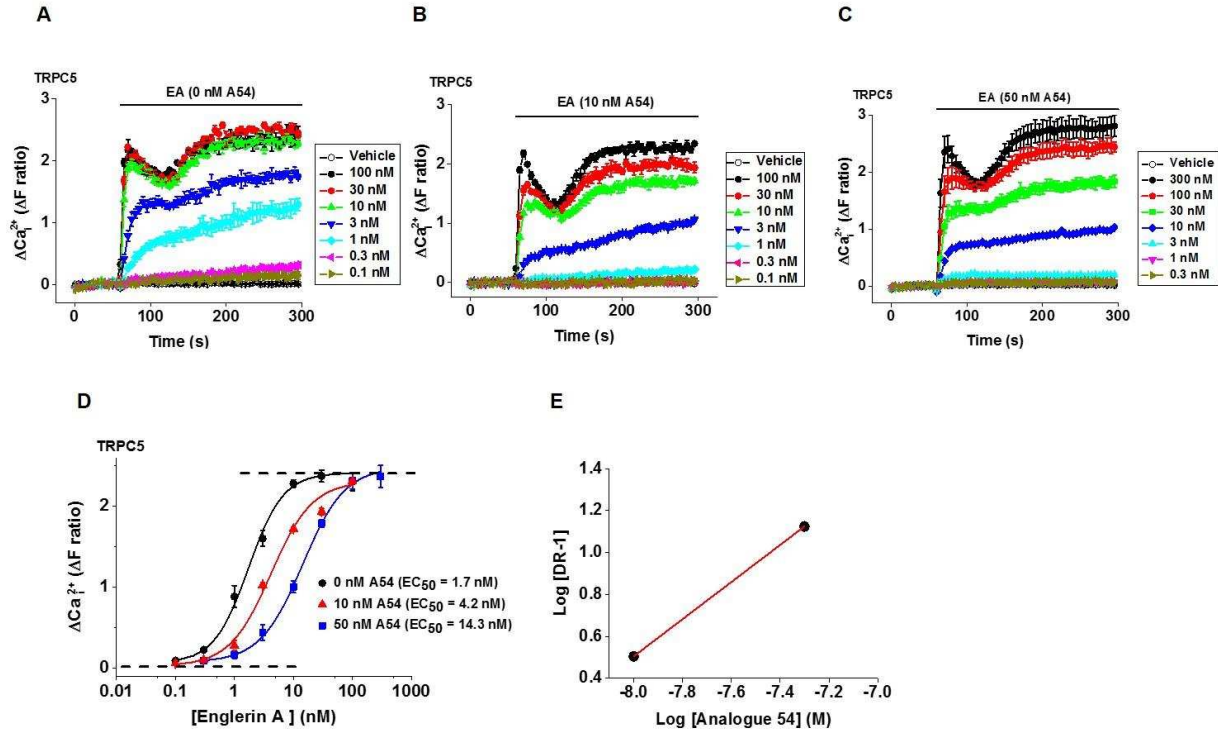 A
TRPC5
EA (0 nM A54)
ΔCa²⁺ᵢ (ΔF ratio)
3
2
1
0
0 100 200 300
Time (s)
Vehicle
100 nM
30 nM
10 nM
3 nM
1 nM
0.3 nM
0.1 nM
B
TRPC5
EA (10 nM A54)
ΔCa²⁺ᵢ (ΔF ratio)
3
2
1
0
0 100 200 300
Time (s)
Vehicle
100 nM
30 nM
10 nM
3 nM
1 nM
0.3 nM
0.1 nM
C
TRPC5
EA (50 nM A54)
ΔCa²⁺ᵢ (ΔF ratio)
3
2
1
0
0 100 200 300
Time (s)
Vehicle
300 nM
100 nM
30 nM
10 nM
3 nM
1 nM
0.3 nM
D
TRPC5
ΔCa²⁺ᵢ (ΔF ratio)
2
1
0
0 nM A54 (EC50 = 1.7 nM)
10 nM A54 (EC50 = 4.2 nM)
50 nM A54 (EC50 = 14.3 nM)
0.01 0.1 1 10 100 1000
[Englerin A ] (nM)
E
Log [DR-1]
1.4
1.2
1.0
0.8
0.6
0.4
-8.0 -7.8 -7.6 -7.4 -7.2 -7.0
Log [Analogue 54] (M)